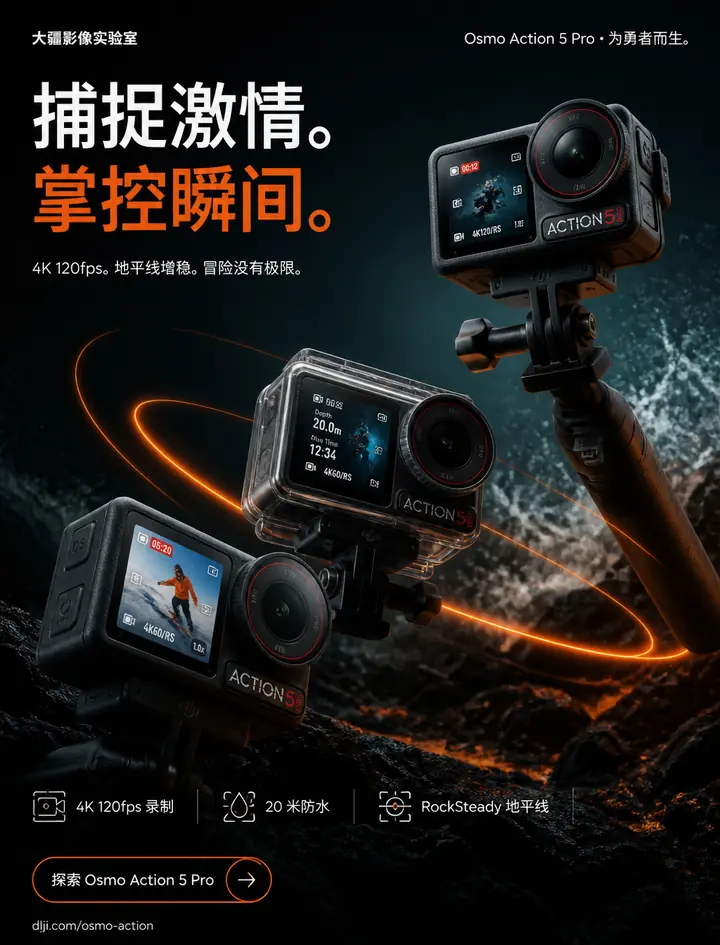 大疆影像实验室
Osmo Action 5 Pro • 为勇者而生。
捕捉激情。
掌控瞬间。
4K 120fps。地平线增稳。冒险没有极限。
00:12
4K120/RS
ACTION 5 PRO
Depth
20.0m
Dive Time
12:34
4K60/RS
ACTION 5
05:20
4K60/RS
1.0x
ACTION 5
4K 120fps 录制
20 米防水
RockSteady 地平线
探索 Osmo Action 5 Pro
dlji.com/osmo-action